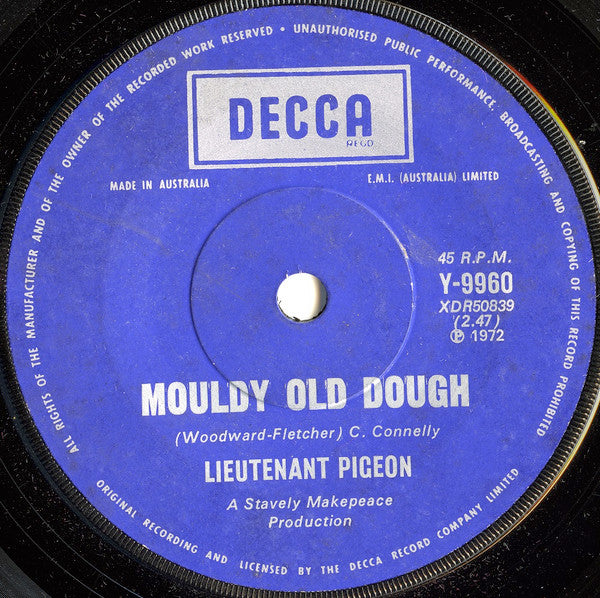 ALL RIGHTS OF THE MANUFACTURER AND OF THE OWNER OF THE RECORDED WORK RESERVED • UNAUTHORISED PUBLIC PERFORMANCE, BROADCASTING AND COPYING OF THIS RECORD PROHIBITED
DECCA
REGD
MADE IN AUSTRALIA
E.M.I. (AUSTRALIA) LIMITED
45 R.P.M.
Y-9960
XDR50839
(2.47)
℗ 1972
MOULDY OLD DOUGH
(Woodward-Fletcher) C. Connelly
LIEUTENANT PIGEON
A Stavely Makepeace
Production
ORIGINAL RECORDING AND LICENSED BY THE DECCA RECORD COMPANY LIMITED